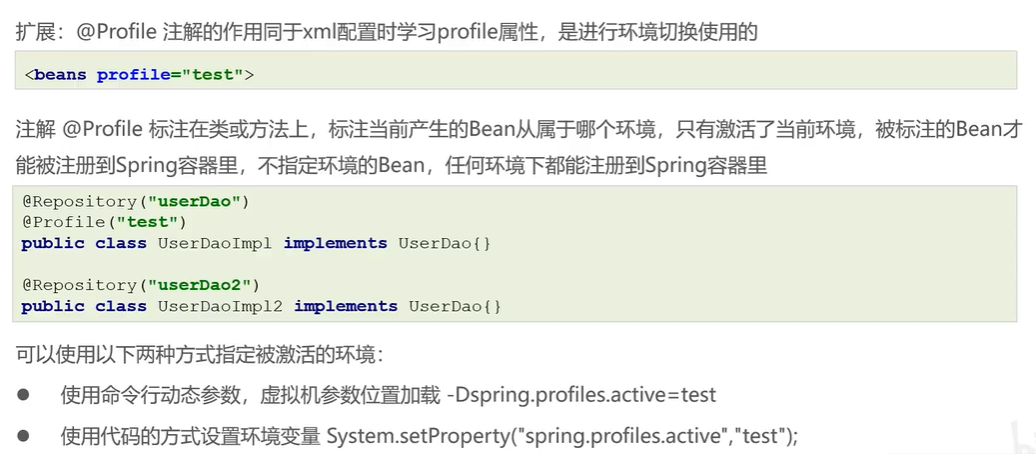 扩展：@Profile 注解的作用同于xml配置时学习profile属性，是进行环境切换使用的
<beans profile="test">
注解 @Profile 标注在类或方法上，标注当前产生的Bean从属于哪个环境，只有激活了当前环境，被标注的Bean才
能被注册到Spring容器里，不指定环境的Bean，任何环境下都能注册到Spring容器里
@Repository("userDao")
@Profile("test")
public class UserDaoImpl implements UserDao{}
@Repository("userDao2")
public class UserDaoImpl2 implements UserDao{}
可以使用以下两种方式指定被激活的环境：
● 使用命令行动态参数，虚拟机参数位置加载 -Dspring.profiles.active=test
● 使用代码的方式设置环境变量 System.setProperty("spring.profiles.active","test");